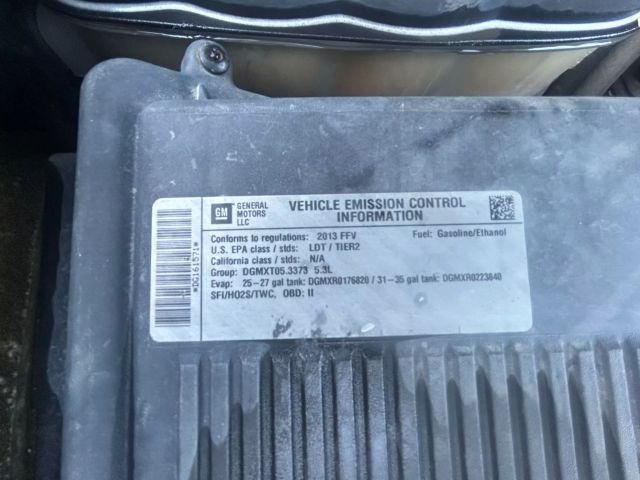 GM
GENERAL
MOTORS
LLC
VEHICLE EMISSION CONTROL
INFORMATION
Conforms to regulations: 2013 FFV Fuel: Gasoline/Ethanol
U.S. EPA class / stds: LDT / TIER2
California class / stds: N/A
Group: DGMXT05.3373 5.3L
Evap: 25-27 gal tank: DGMXR0176820 / 31-35 gal tank: DGMXR0223840
SFI/HO2S/TWC, OBD: II
*DG161571*